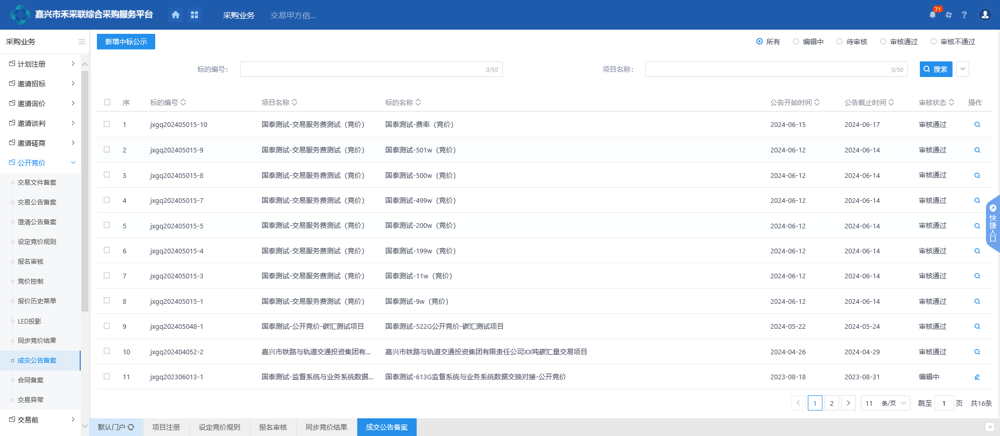 嘉兴市禾采联综合采购服务平台
采购业务
交易甲方信...
71
采购业务
计划注册
邀请招标
邀请询价
邀请谈判
邀请磋商
公开竞价
交易文件备案
交易公告备案
澄清公告备案
设定竞价规则
报名审核
竞价控制
报价历史菜单
LED投影
同步竞价结果
成交公告备案
合同备案
交易异常
交易前
新增中标公示
所有 编辑中 待审核 审核通过 审核不通过
标的编号： 0/50 项目名称： 0/50 搜索
序 标的编号 项目名称 标的名称 公告开始时间 公告截止时间 审核状态 操作
1 jxgq202405015-10 国泰测试-交易服务费测试（竞价） 国泰测试-费率（竞价） 2024-06-15 2024-06-17 审核通过
2 jxgq202405015-9 国泰测试-交易服务费测试（竞价） 国泰测试-501w（竞价） 2024-06-12 2024-06-14 审核通过
3 jxgq202405015-8 国泰测试-交易服务费测试（竞价） 国泰测试-500w（竞价） 2024-06-12 2024-06-14 审核通过
4 jxgq202405015-7 国泰测试-交易服务费测试（竞价） 国泰测试-499w（竞价） 2024-06-12 2024-06-14 审核通过
5 jxgq202405015-5 国泰测试-交易服务费测试（竞价） 国泰测试-200w（竞价） 2024-06-12 2024-06-14 审核通过
6 jxgq202405015-4 国泰测试-交易服务费测试（竞价） 国泰测试-199w（竞价） 2024-06-12 2024-06-14 审核通过
7 jxgq202405015-3 国泰测试-交易服务费测试（竞价） 国泰测试-11w（竞价） 2024-06-12 2024-06-14 审核通过
8 jxgq202405015-1 国泰测试-交易服务费测试（竞价） 国泰测试-9w（竞价） 2024-06-12 2024-06-14 审核通过
9 jxgq202405048-1 国泰测试-公开竞价-碳汇测试项目 国泰测试-522G公开竞价-碳汇测试项目 2024-05-22 2024-05-24 审核通过
10 jxgq202404052-2 嘉兴市铁路与轨道交通投资集团有... 嘉兴市铁路与轨道交通投资集团有限责任公司XX吨碳汇量交易项目 2024-04-26 2024-04-29 审核通过
11 jxgq202306013-1 国泰测试-监督系统与业务系统数据... 国泰测试-613G监督系统与业务系统数据交换对接-公开竞价 2023-08-18 2023-08-31 编辑中
1 2 11 条/页 跳至 1 页 共16条
快捷入口
默认门户 项目注册 设定竞价规则 报名审核 同步竞价结果 成交公告备案